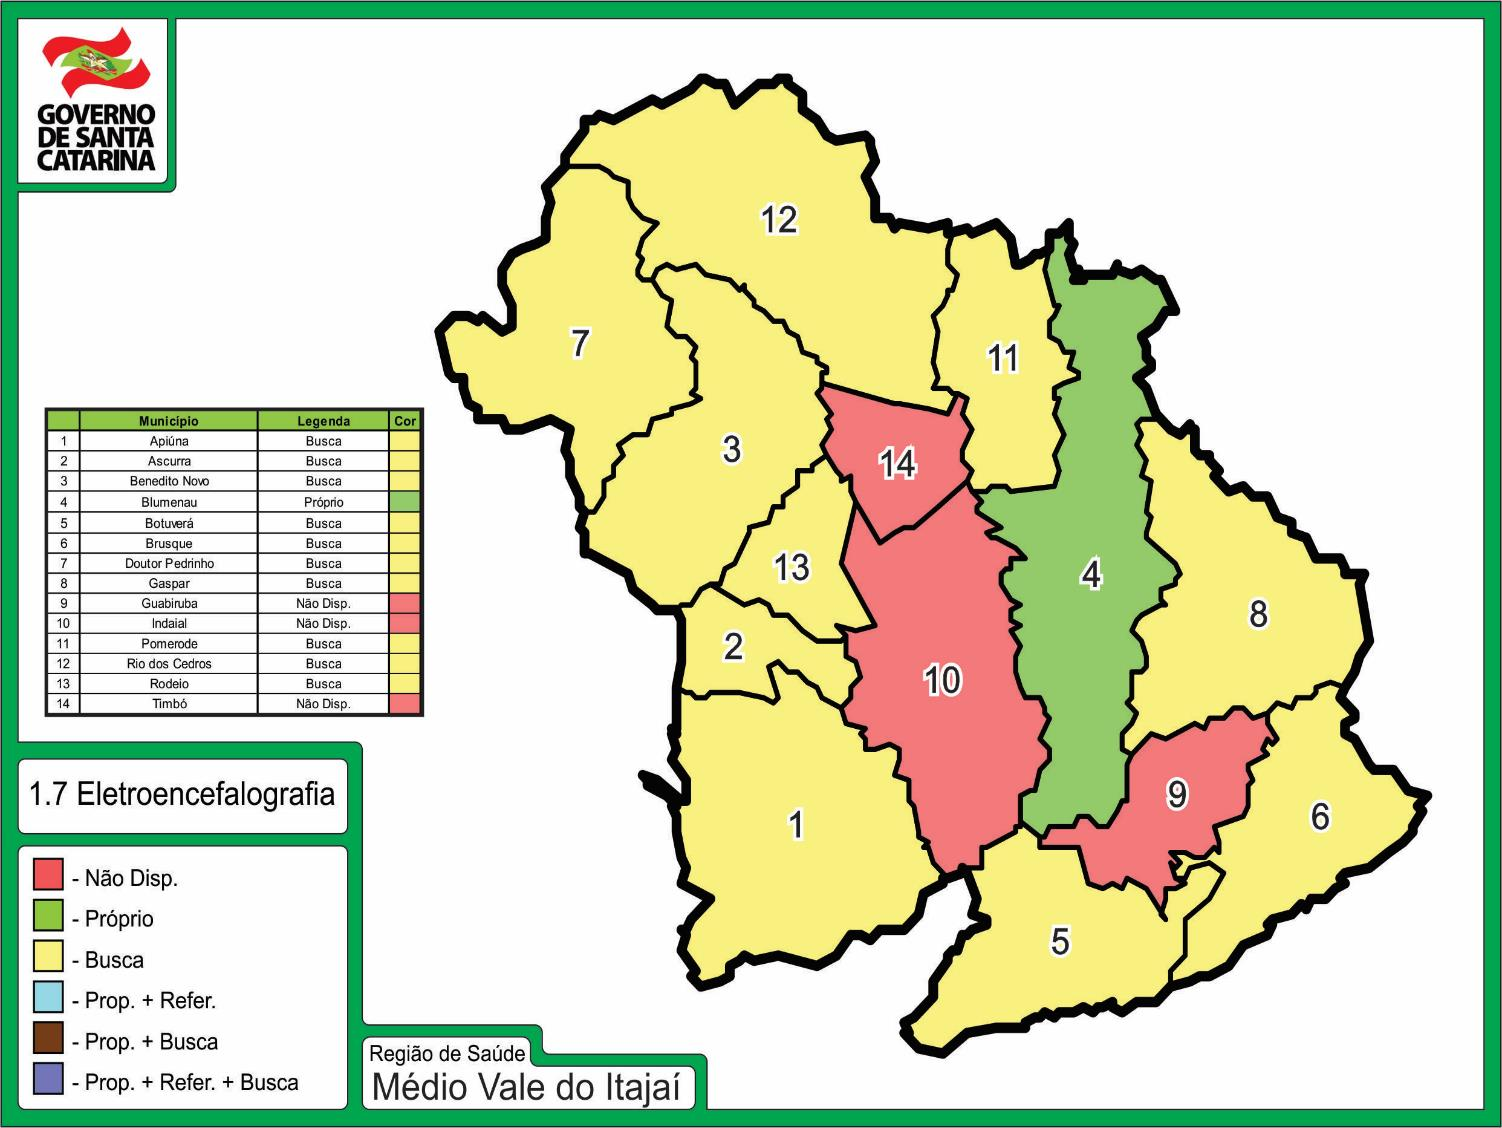 GOVERNO
DE SANTA
CATARINA
Município Legenda Cor
1 Apiúna Busca
2 Ascurra Busca
3 Benedito Novo Busca
4 Blumenau Próprio
5 Botuverá Busca
6 Brusque Busca
7 Doutor Pedrinho Busca
8 Gaspar Busca
9 Guabiruba Não Disp.
10 Indaial Não Disp.
11 Pomerode Busca
12 Rio dos Cedros Busca
13 Rodeio Busca
14 Timbó Não Disp.
12
7
11
3
14
13
4
8
2
10
9
1
6
5
1.7 Eletroencefalografia
- Não Disp.
- Próprio
- Busca
- Prop. + Refer.
- Prop. + Busca
- Prop. + Refer. + Busca
Região de Saúde
Médio Vale do Itajaí